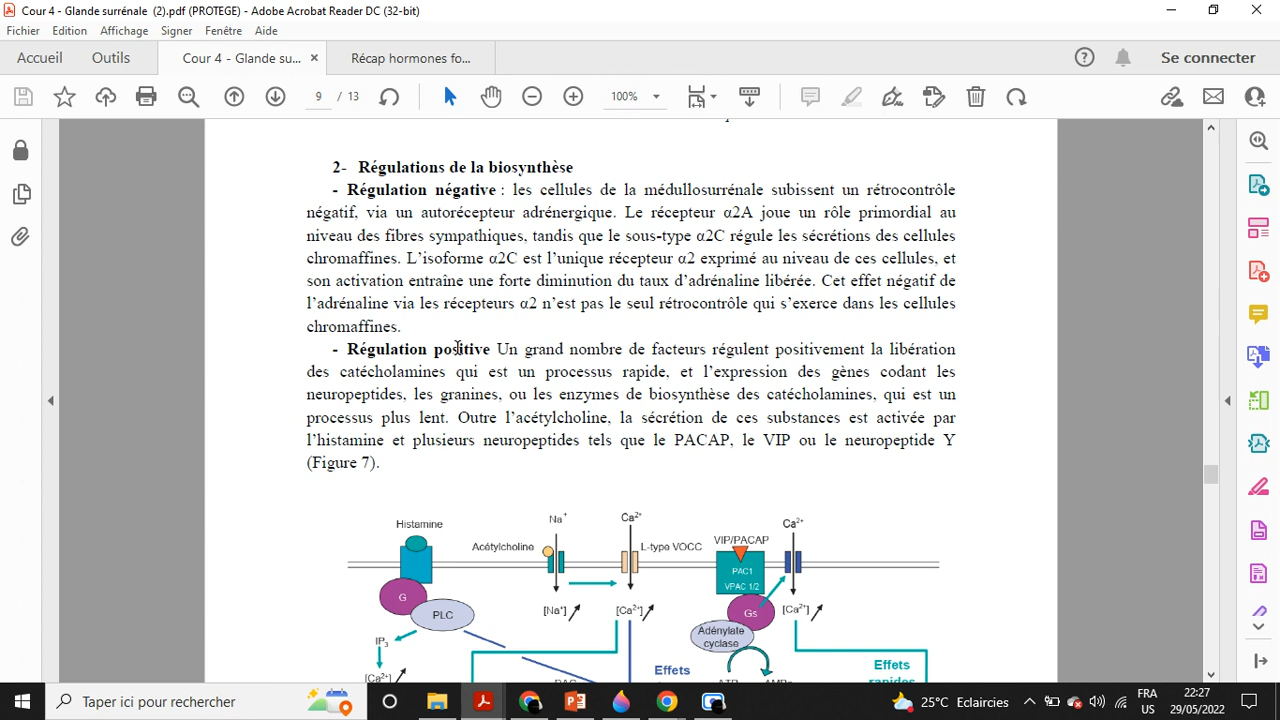 Cour 4 - Glande surrénale (2).pdf (PROTEGE) - Adobe Acrobat Reader DC (32-bit)
Fichier Edition Affichage Signer Fenêtre Aide
Accueil Outils Cour 4 - Glande su... × Récap hormones fo... Se connecter
9 / 13 100%
2- Régulations de la biosynthèse
- Régulation négative : les cellules de la médullosurrénale subissent un rétrocontrôle
négatif, via un autorécepteur adrénergique. Le récepteur α2A joue un rôle primordial au
niveau des fibres sympathiques, tandis que le sous-type α2C régule les sécrétions des cellules
chromaffines. L’isoforme α2C est l’unique récepteur α2 exprimé au niveau de ces cellules, et
son activation entraîne une forte diminution du taux d’adrénaline libérée. Cet effet négatif de
l’adrénaline via les récepteurs α2 n’est pas le seul rétrocontrôle qui s’exerce dans les cellules
chromaffines.
- Régulation positive Un grand nombre de facteurs régulent positivement la libération
des catécholamines qui est un processus rapide, et l’expression des gènes codant les
neuropeptides, les granines, ou les enzymes de biosynthèse des catécholamines, qui est un
processus plus lent. Outre l’acétylcholine, la sécrétion de ces substances est activée par
l’histamine et plusieurs neuropeptides tels que le PACAP, le VIP ou le neuropeptide Y
(Figure 7).
Histamine
Na+
Ca2+
Ca2+
Acétylcholine
L-type VOCC
VIP/PACAP
PAC1
VPAC 1/2
G
PLC
[Na+]
[Ca2+]
Gs
[Ca2+]
Adénylate
cyclase
IP3
[Ca2+]
Effets
Effets
rapides
Taper ici pour rechercher
25°C Eclaircies
FRA
US
22:27
29/05/2022